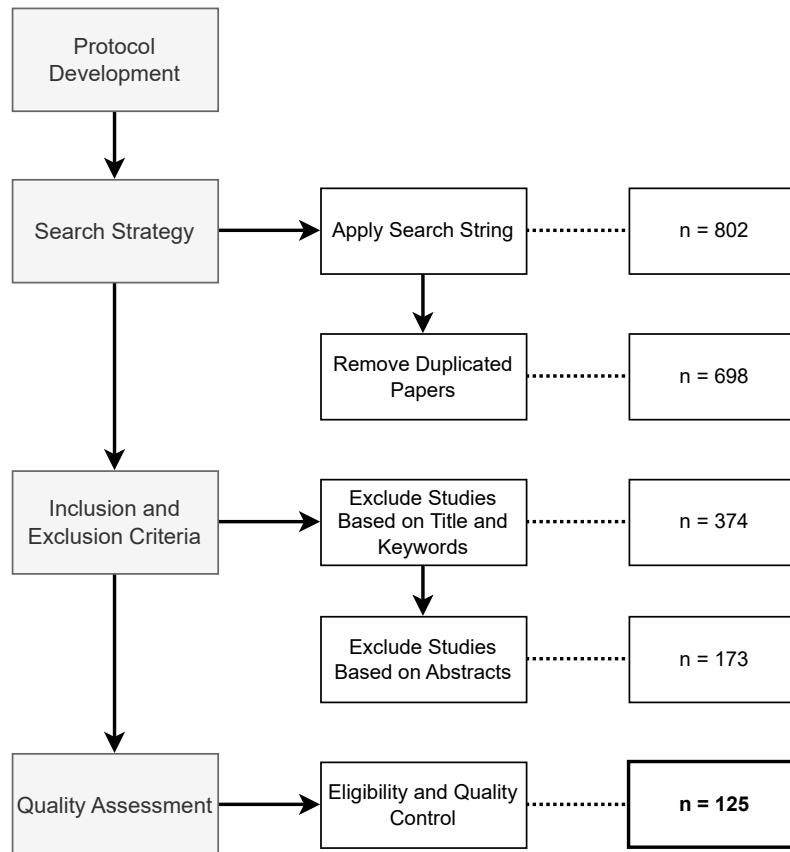 Protocol
Development
Search Strategy
Apply Search String
n = 802
Remove Duplicated
Papers
n = 698
Inclusion and
Exclusion Criteria
Exclude Studies
Based on Title and
Keywords
n = 374
Exclude Studies
Based on Abstracts
n = 173
Quality Assessment
Eligibility and Quality
Control
n = 125